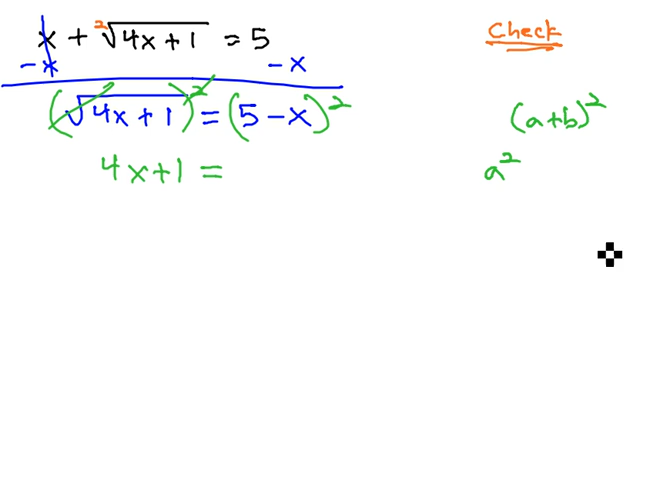 x + ²√4x+1 = 5
Check
-x -x
(√4x+1)² = (5-x)²
(a+b)²
4x+1 =
a²